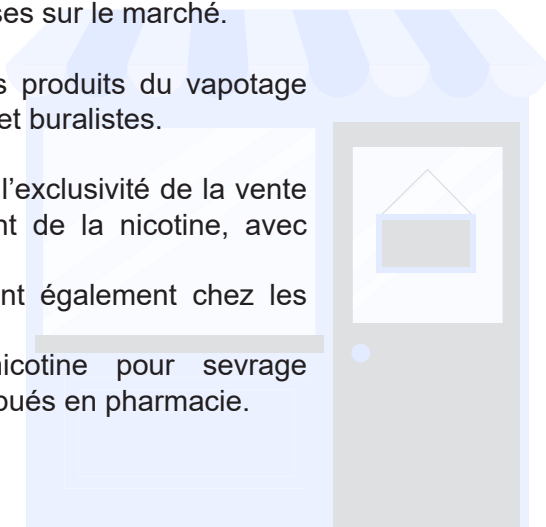 ses sur le marché.
s produits du vapotage
et buralistes.
l’exclusivité de la vente
nt de la nicotine, avec
nt également chez les
nicotine pour sevrage
bués en pharmacie.